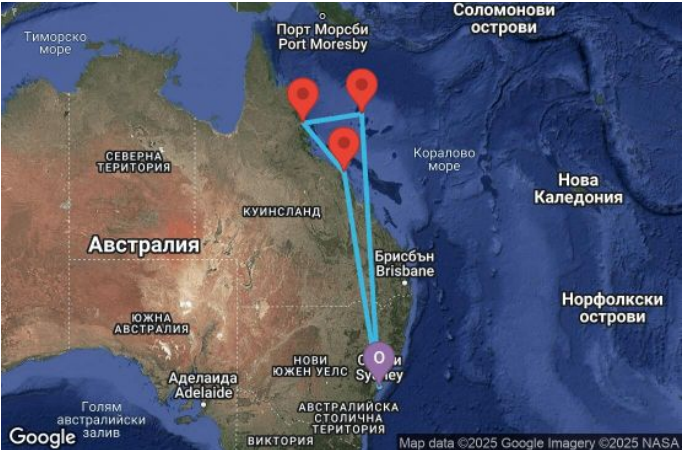 Соломонови
острови
Порт Морсби
Port Moresby
Тиморско
море
СЕВЕРНА
ТЕРИТОРИЯ
Коралово
море
Нова
Каледония
КУИНСЛАНД
Австралия
Брисбън
Brisbane
Норфолкски
острови
ЮЖНА
АВСТРАЛИЯ
НОВИ
ЮЖЕН УЕЛС
O
Аделаида
Adelaide
Голям
австралийски
залив
АВСТРАЛИЙСКА
СТОЛИЧНА
ТЕРИТОРИЯ
ВИКТОРИЯ
Google
Map data ©2025 Google Imagery ©2025 NASA